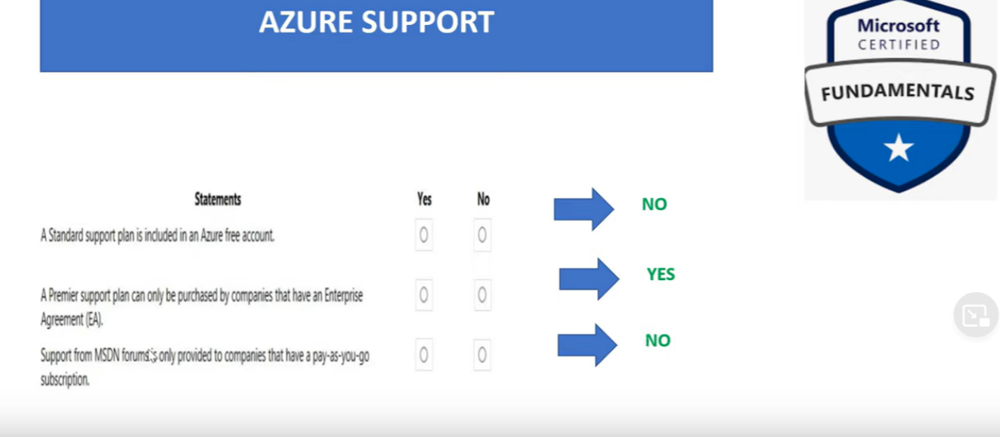 AZURE SUPPORT
Microsoft
CERTIFIED
FUNDAMENTALS
Statements Yes No
NO
A Standard support plan is included in an Azure free account.
YES
A Premier support plan can only be purchased by companies that have an Enterprise
Agreement (EA).
NO
Support from MSDN forums is only provided to companies that have a pay-as-you-go
subscription.